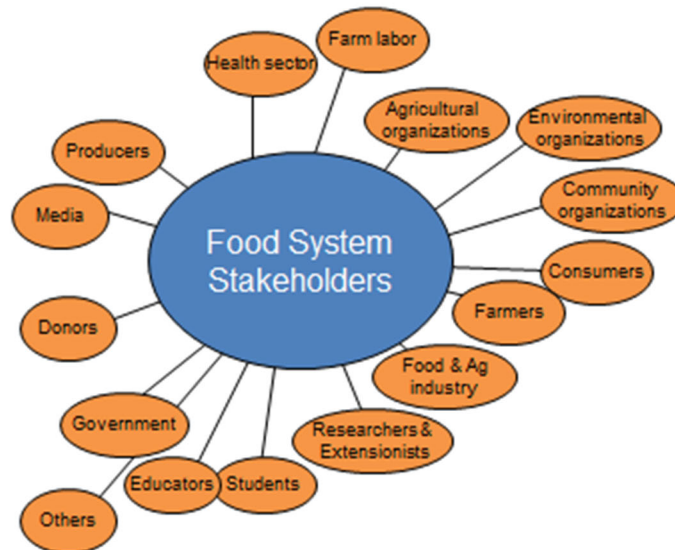 Farm labor
Health sector
Agricultural
organizations
Environmental
organizations
Producers
Community
organizations
Media
Food System
Stakeholders
Consumers
Farmers
Donors
Food & Ag
industry
Government
Researchers &
Extensionists
Educators
Students
Others